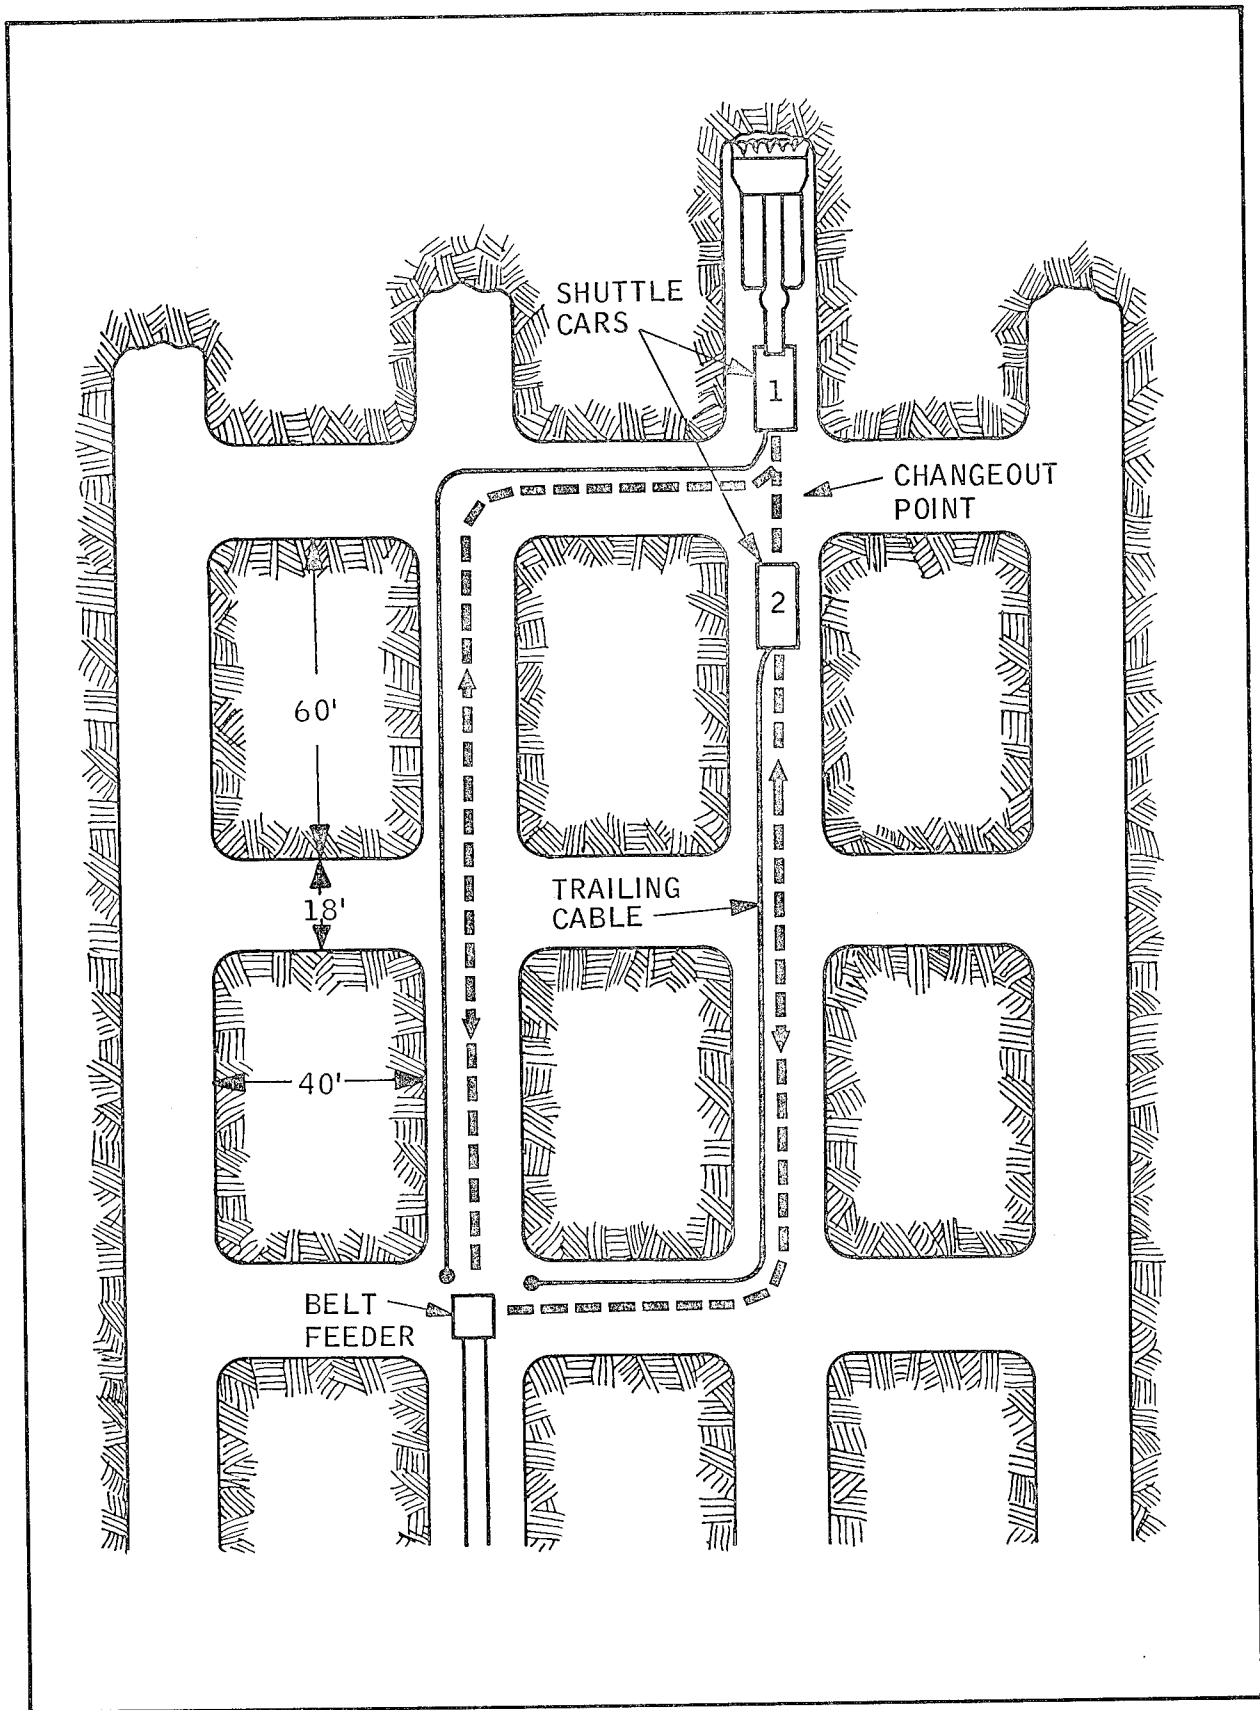 SHUTTLE
CARS
1
CHANGEOUT
POINT
2
60'
TRAILING
CABLE
18'
40'
BELT
FEEDER